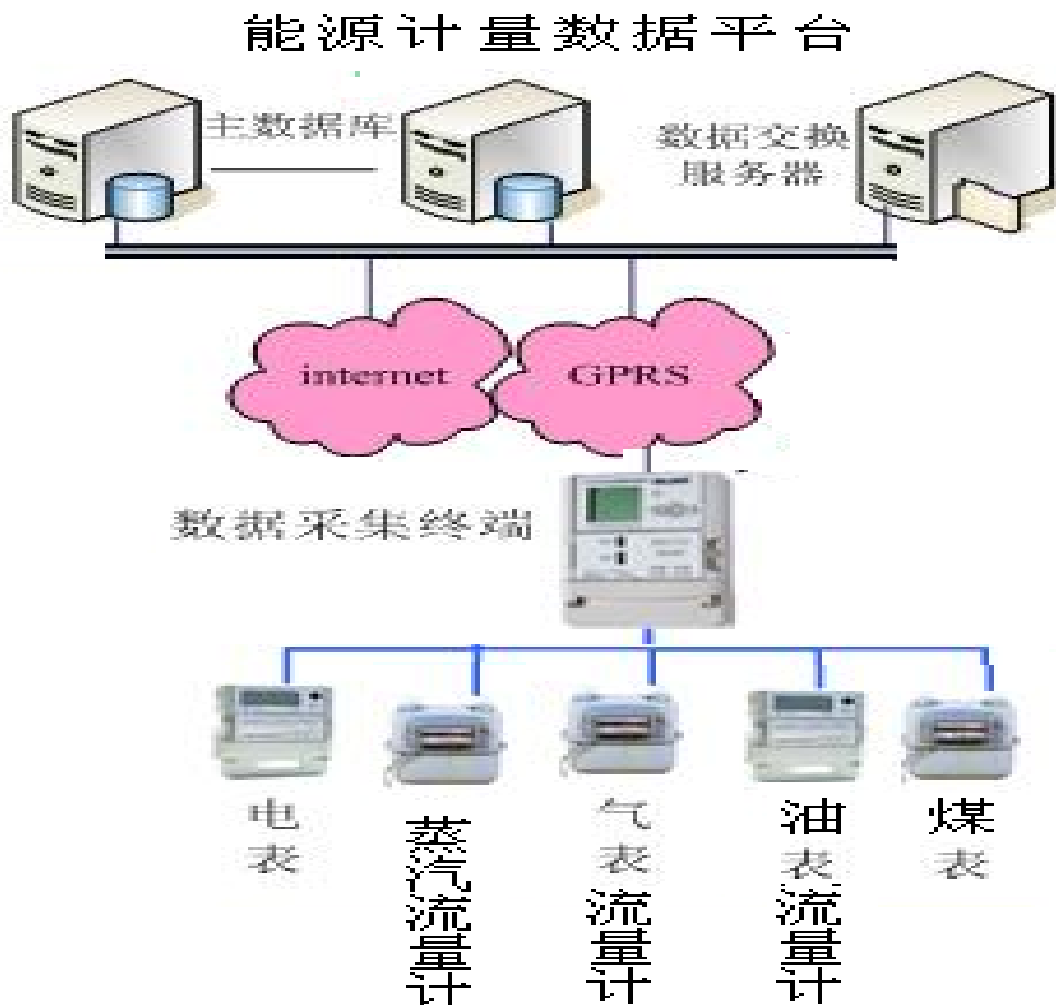 能源计量数据平台
主数据库
数据交换
服务器
internet
GPRS
数据采集终端
电表
蒸汽流量计
气表流量计
油表流量计
煤表